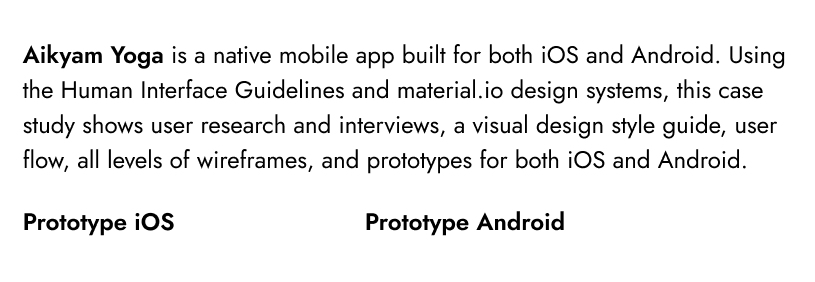 Aikyam Yoga is a native mobile app built for both iOS and Android. Using
the Human Interface Guidelines and material.io design systems, this case
study shows user research and interviews, a visual design style guide, user
flow, all levels of wireframes, and prototypes for both iOS and Android.
Prototype iOS Prototype Android